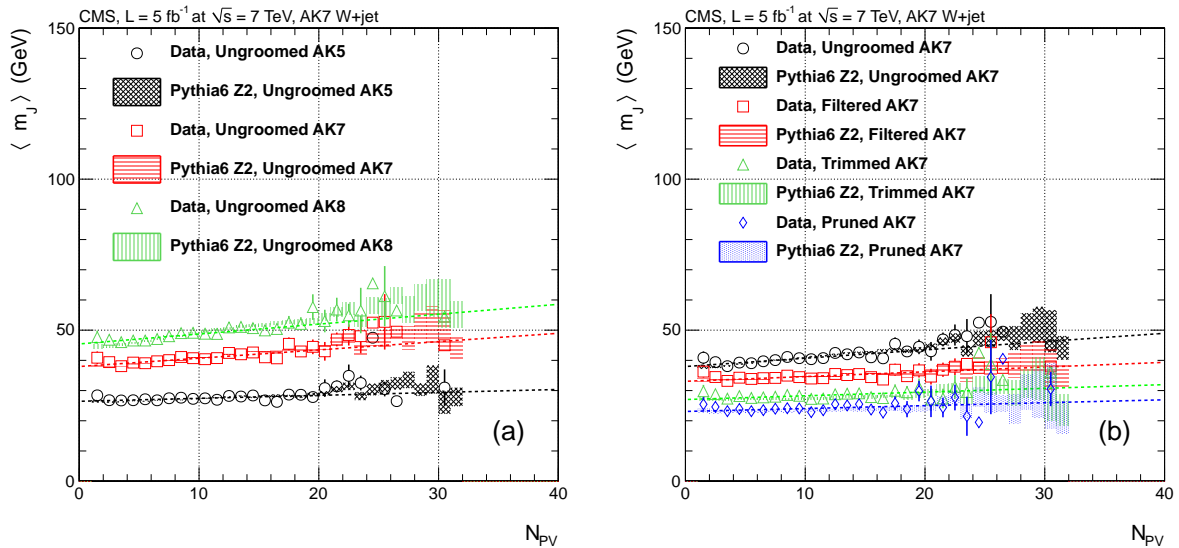 CMS, L = 5 fb⁻¹ at √s = 7 TeV, AK7 W+jet
⟨ m_J ⟩ (GeV)
150
100
50
0
Data, Ungroomed AK5
Pythia6 Z2, Ungroomed AK5
Data, Ungroomed AK7
Pythia6 Z2, Ungroomed AK7
Data, Ungroomed AK8
Pythia6 Z2, Ungroomed AK8
(a)
0 10 20 30 40
N_PV
CMS, L = 5 fb⁻¹ at √s = 7 TeV, AK7 W+jet
⟨ m_J ⟩ (GeV)
150
100
50
0
Data, Ungroomed AK7
Pythia6 Z2, Ungroomed AK7
Data, Filtered AK7
Pythia6 Z2, Filtered AK7
Data, Trimmed AK7
Pythia6 Z2, Trimmed AK7
Data, Pruned AK7
Pythia6 Z2, Pruned AK7
(b)
0 10 20 30 40
N_PV